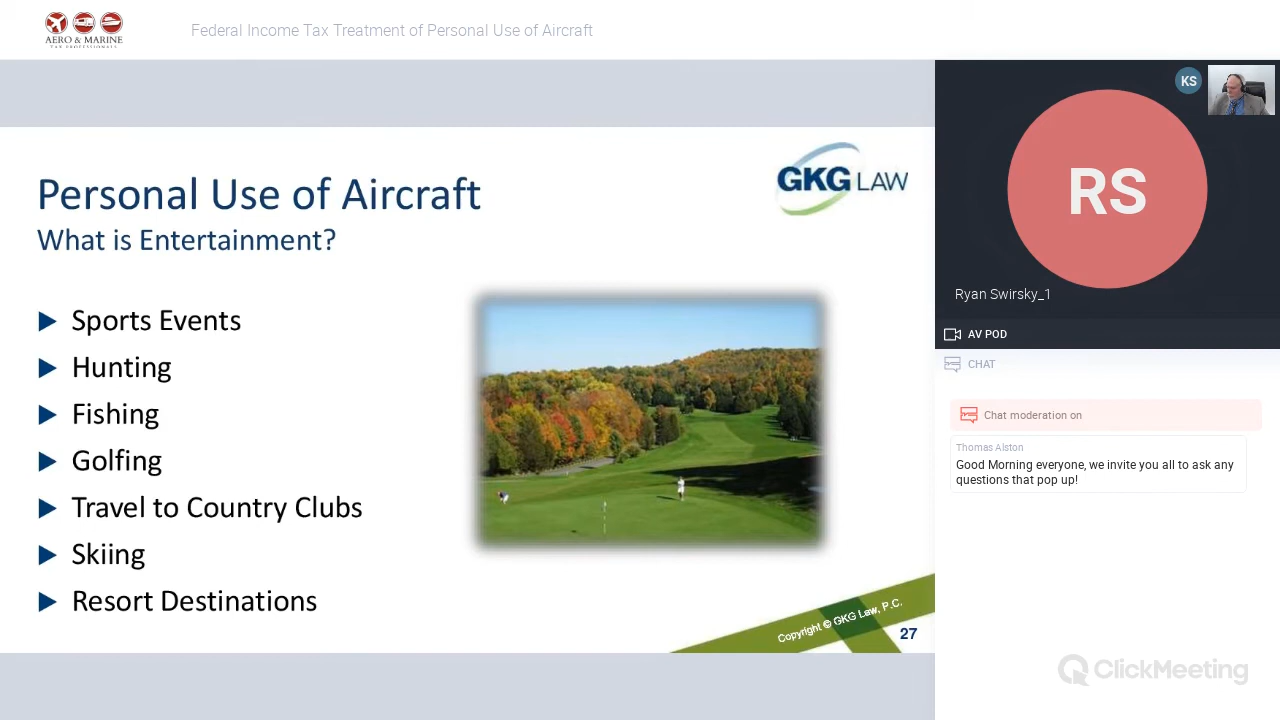 AERO & MARINE
TAX PROFESSIONALS
Federal Income Tax Treatment of Personal Use of Aircraft
Personal Use of Aircraft
What is Entertainment?
GKG LAW
Sports Events
Hunting
Fishing
Golfing
Travel to Country Clubs
Skiing
Resort Destinations
Copyright © GKG Law, P.C.
27
KS
RS
Ryan Swirsky_1
AV POD
CHAT
Chat moderation on
Thomas Alston
Good Morning everyone, we invite you all to ask any
questions that pop up!
ClickMeeting